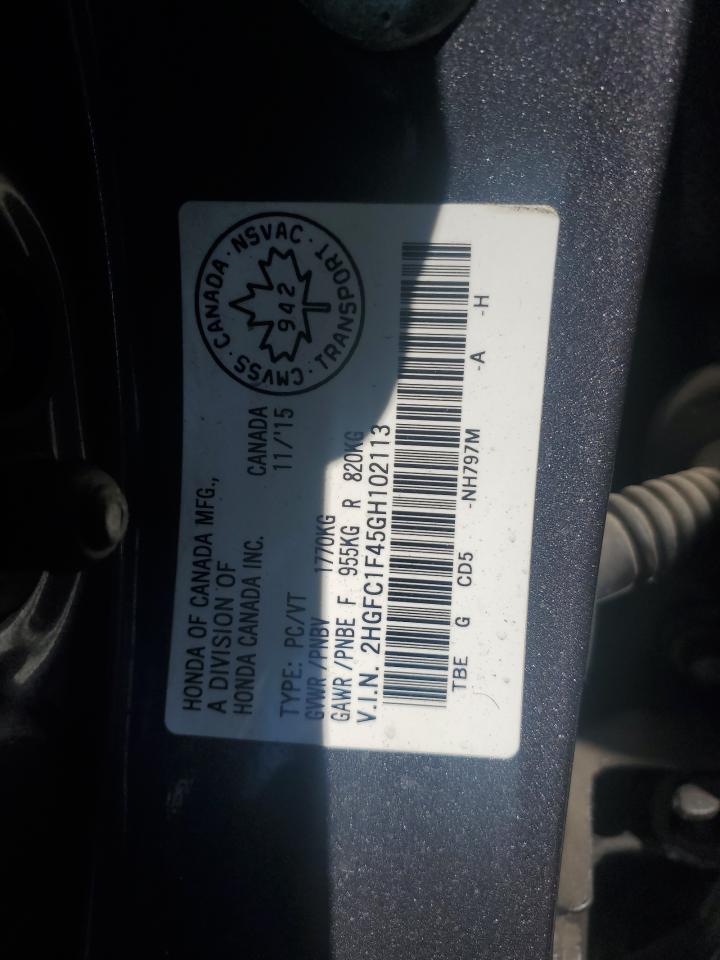 HONDA OF CANADA MFG.,
A DIVISION OF
HONDA CANADA INC.
CANADA
11/'15
TYPE: PC/VT
GVWR/PNBV 1770KG
GAWR/PNBE F 955KG R 820KG
V.I.N. 2HGFC1F45GH102113
TBE G CD5 -NH797M -A -H
CMVSS · CANADA · NSVAC · TRANSPORT ·
942